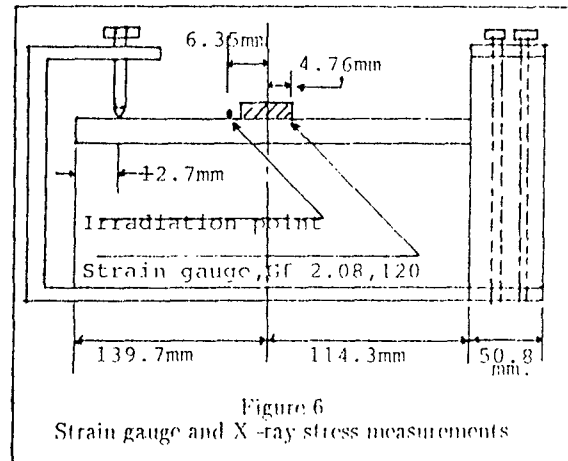 6.35mm
4.76mm
12.7mm
Irradiation point
Strain gauge,GF 2.08,120
139.7mm
114.3mm
50.8
mm.
Figure 6
Strain gauge and X-ray stress measurements